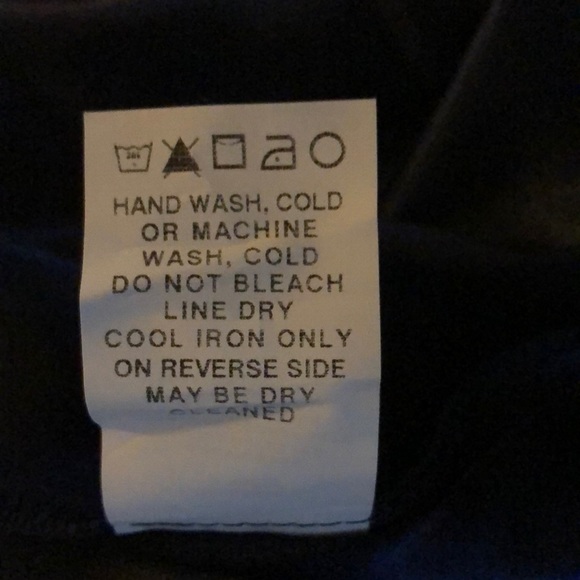 HAND WASH, COLD
OR MACHINE
WASH, COLD
DO NOT BLEACH
LINE DRY
COOL IRON ONLY
ON REVERSE SIDE
MAY BE DRY
CLEANED